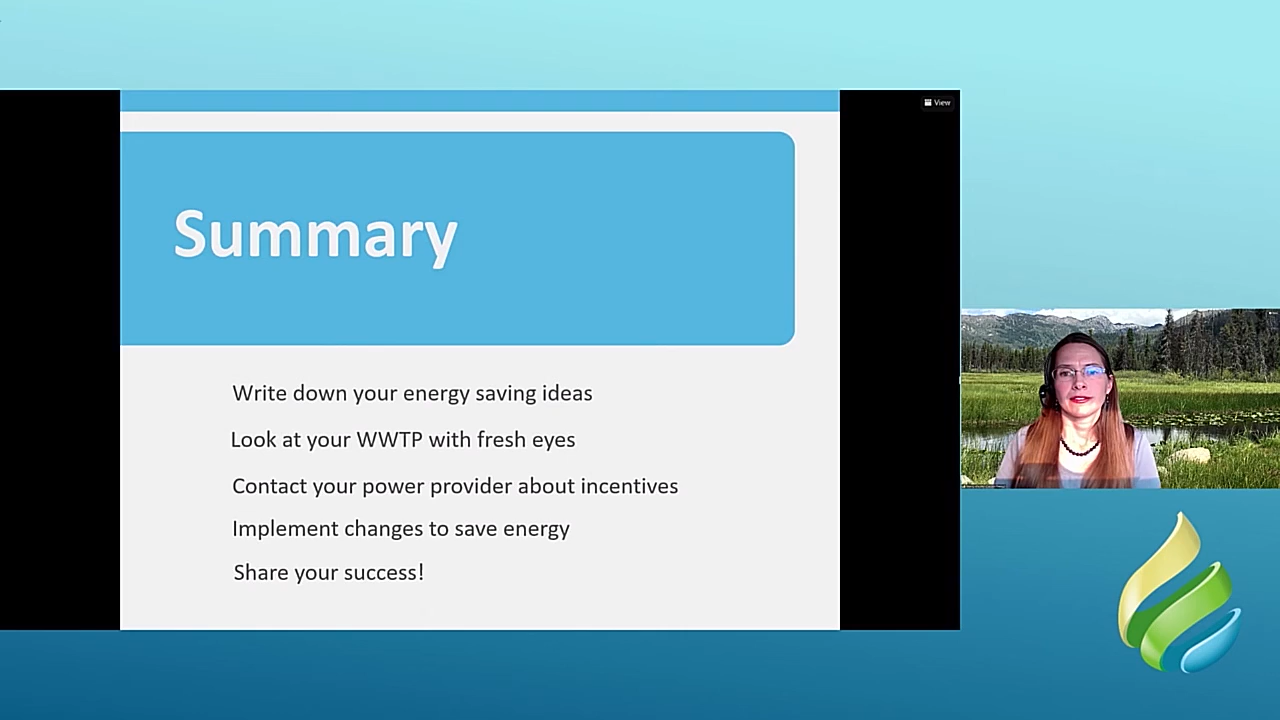 View
Summary
Write down your energy saving ideas
Look at your WWTP with fresh eyes
Contact your power provider about incentives
Implement changes to save energy
Share your success!